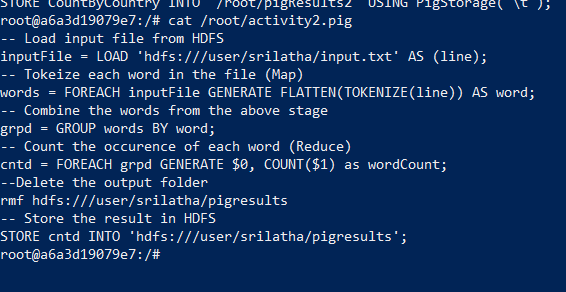 STORE CountByCountry INTO '/root/pigResults2' USING PigStorage('\t');
root@a6a3d19079e7:/# cat /root/activity2.pig
-- Load input file from HDFS
inputFile = LOAD 'hdfs:///user/srilatha/input.txt' AS (line);
-- Tokeize each word in the file (Map)
words = FOREACH inputFile GENERATE FLATTEN(TOKENIZE(line)) AS word;
-- Combine the words from the above stage
grpd = GROUP words BY word;
-- Count the occurence of each word (Reduce)
cntd = FOREACH grpd GENERATE $0, COUNT($1) as wordCount;
--Delete the output folder
rmf hdfs:///user/srilatha/pigresults
-- Store the result in HDFS
STORE cntd INTO 'hdfs:///user/srilatha/pigresults';
root@a6a3d19079e7:/#